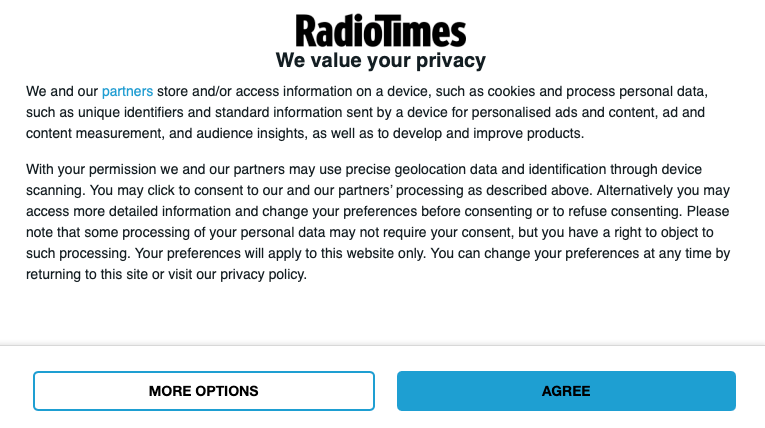 RadioTimes
We value your privacy
We and our partners store and/or access information on a device, such as cookies and process personal data,
such as unique identifiers and standard information sent by a device for personalised ads and content, ad and
content measurement, and audience insights, as well as to develop and improve products.
With your permission we and our partners may use precise geolocation data and identification through device
scanning. You may click to consent to our and our partners’ processing as described above. Alternatively you may
access more detailed information and change your preferences before consenting or to refuse consenting. Please
note that some processing of your personal data may not require your consent, but you have a right to object to
such processing. Your preferences will apply to this website only. You can change your preferences at any time by
returning to this site or visit our privacy policy.
MORE OPTIONS
AGREE